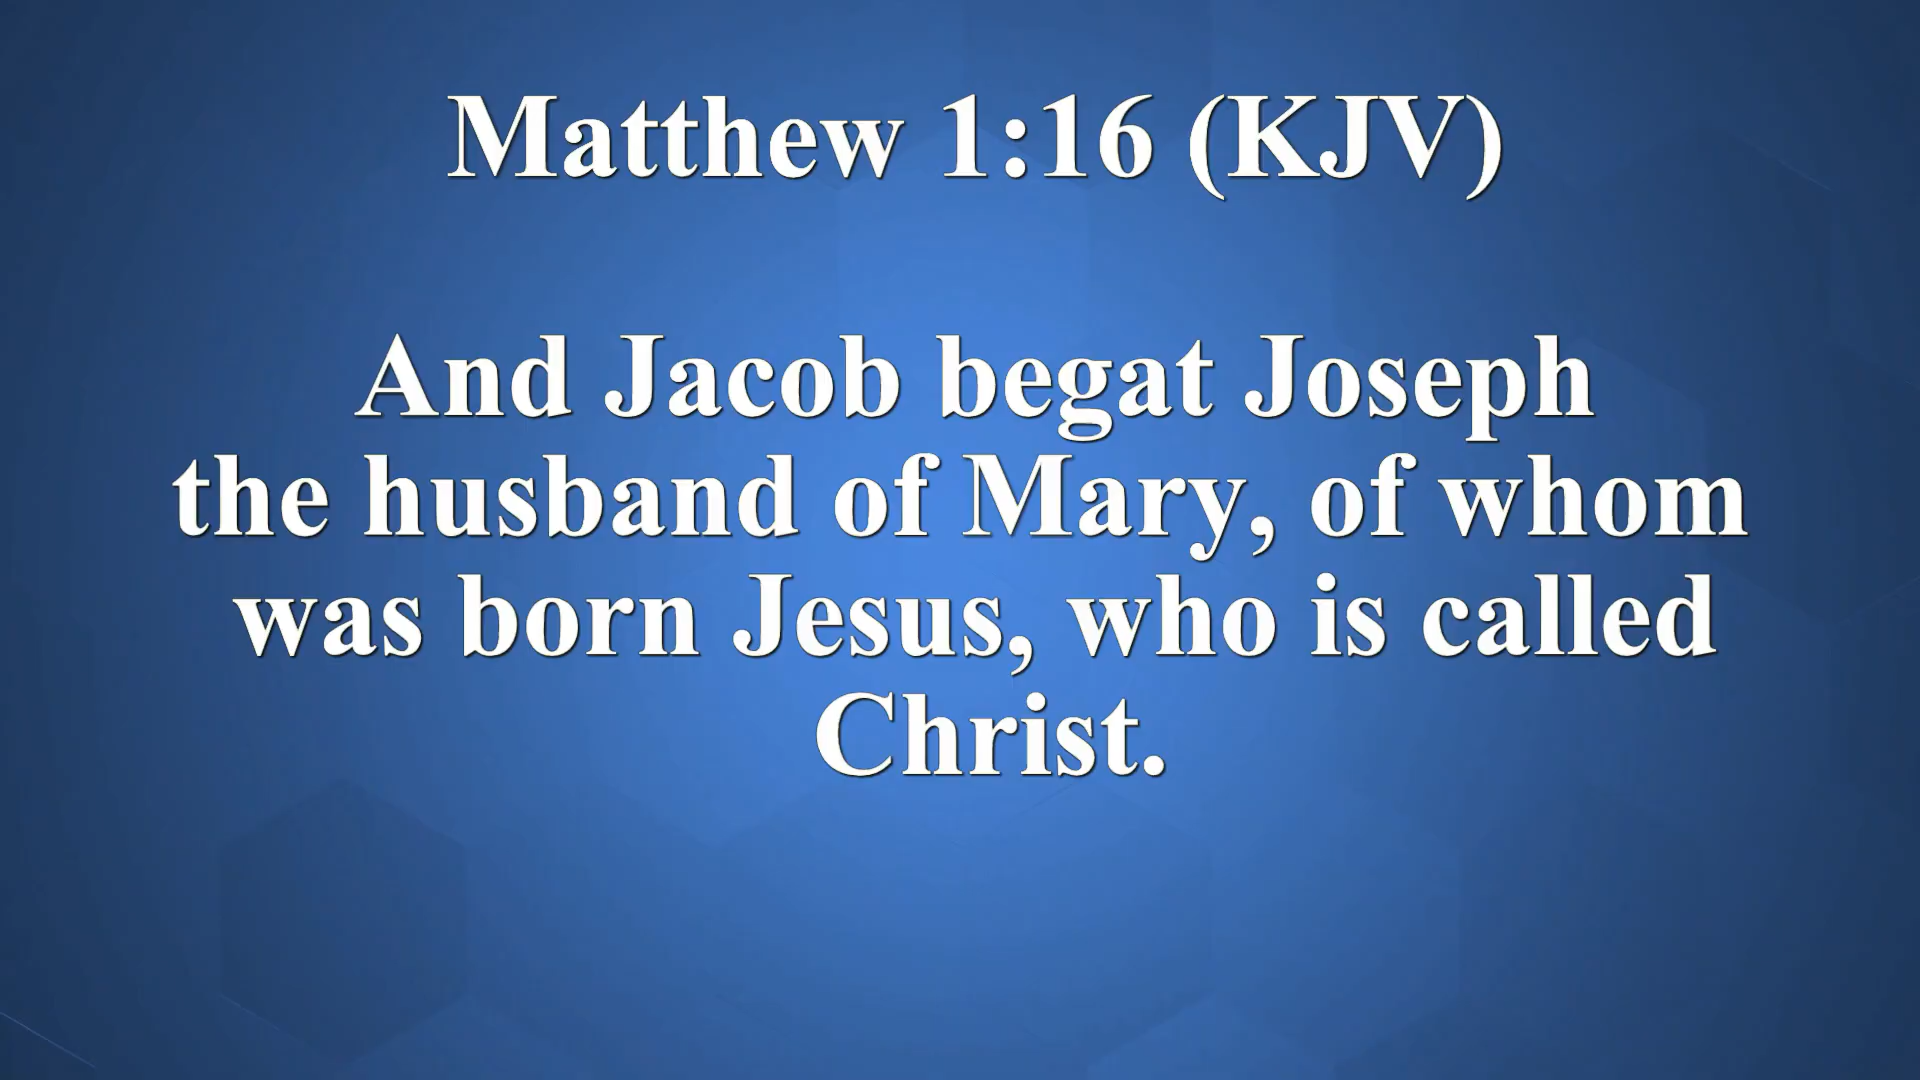 Matthew 1:16 (KJV)
And Jacob begat Joseph
the husband of Mary, of whom
was born Jesus, who is called
Christ.